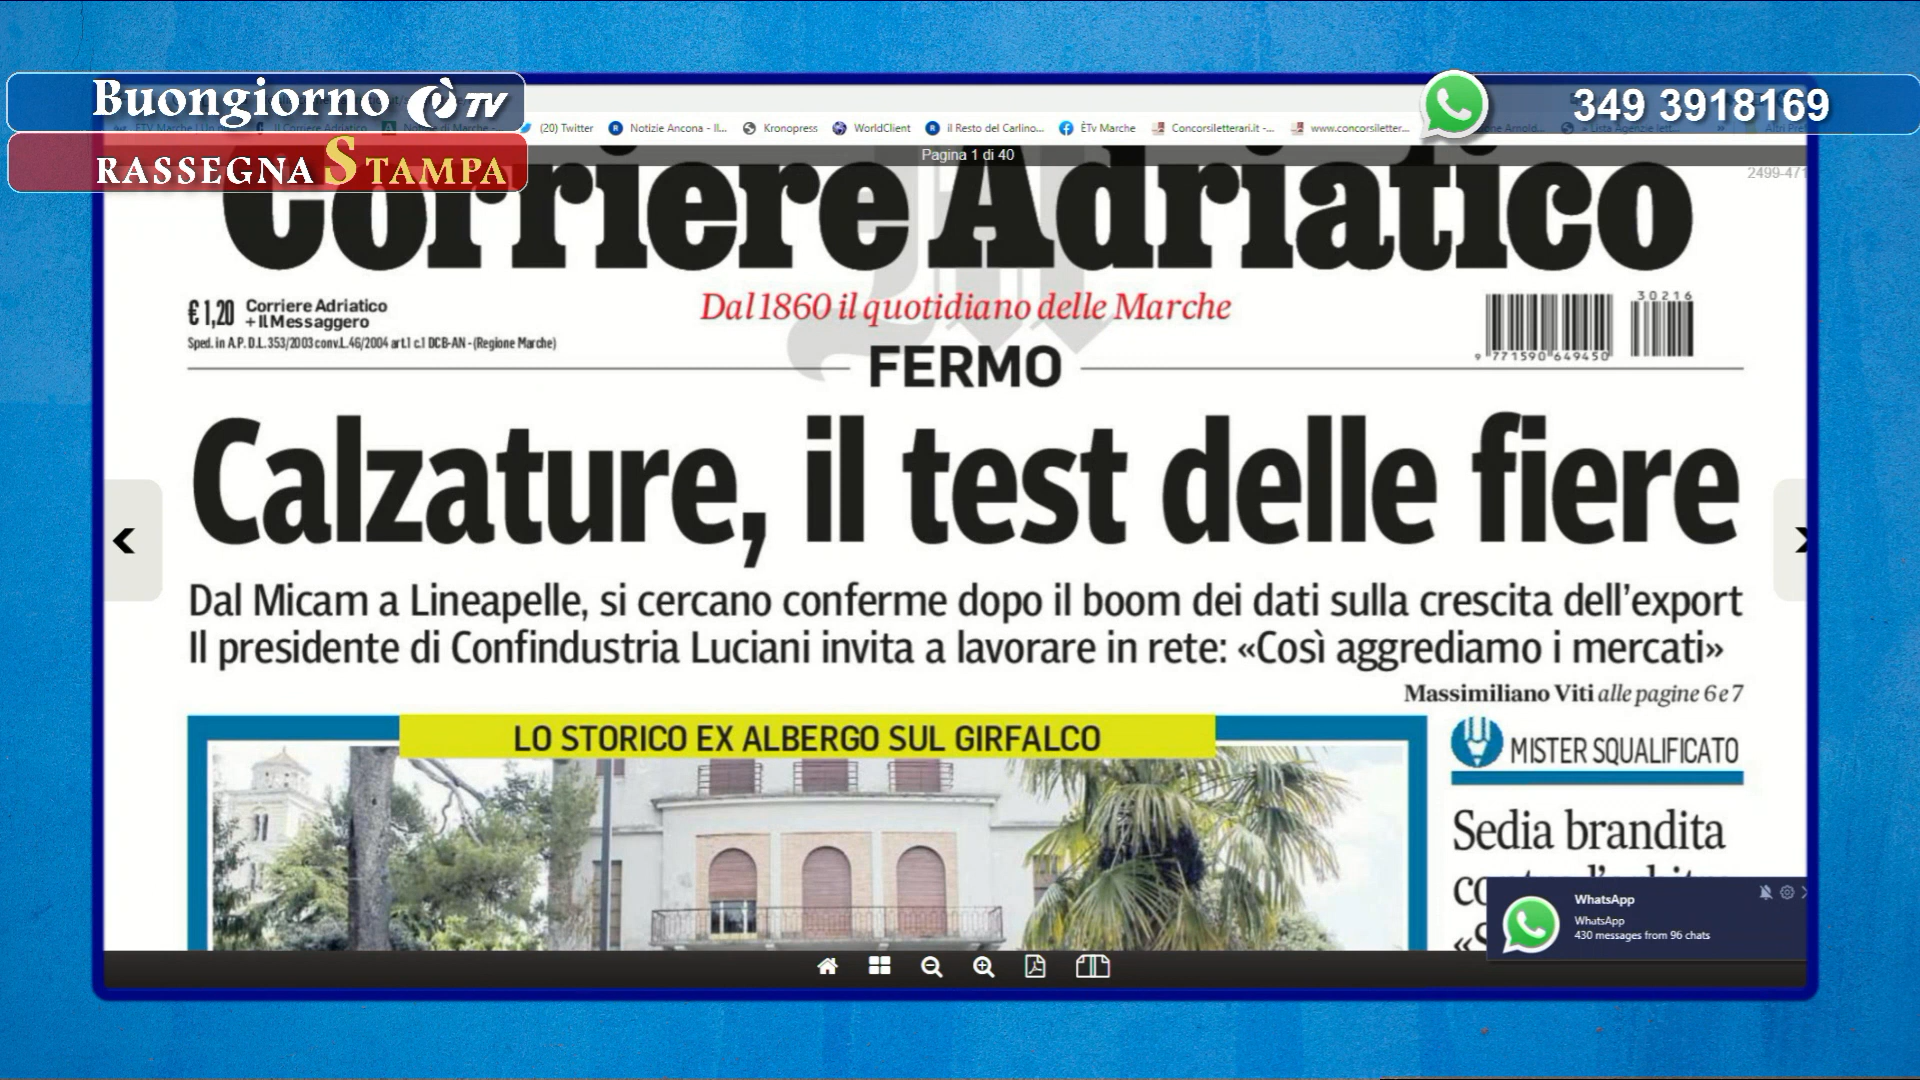 Buongiorno è TV
RASSEGNA STAMPA
349 3918169
(20) Twitter
Notizie Ancona - Il...
Kronopress
WorldClient
il Resto del Carlino...
ÈTv Marche
Concorsiletterari.it -...
www.concorsiletter...
Pagina 1 di 40
2499-471
Corriere Adriatico
€ 1,20 Corriere Adriatico
+ Il Messaggero
Sped. in A.P. D.L. 353/2003 conv.L.46/2004 art.1 c.1 DCB-AN - (Regione Marche)
Dal 1860 il quotidiano delle Marche
30216
9 771590 649450
FERMO
Calzature, il test delle fiere
Dal Micam a Lineapelle, si cercano conferme dopo il boom dei dati sulla crescita dell'export
Il presidente di Confindustria Luciani invita a lavorare in rete: «Così aggrediamo i mercati»
Massimiliano Viti alle pagine 6 e 7
LO STORICO EX ALBERGO SUL GIRFALCO
MISTER SQUALIFICATO
Sedia brandita
WhatsApp
WhatsApp
430 messages from 96 chats